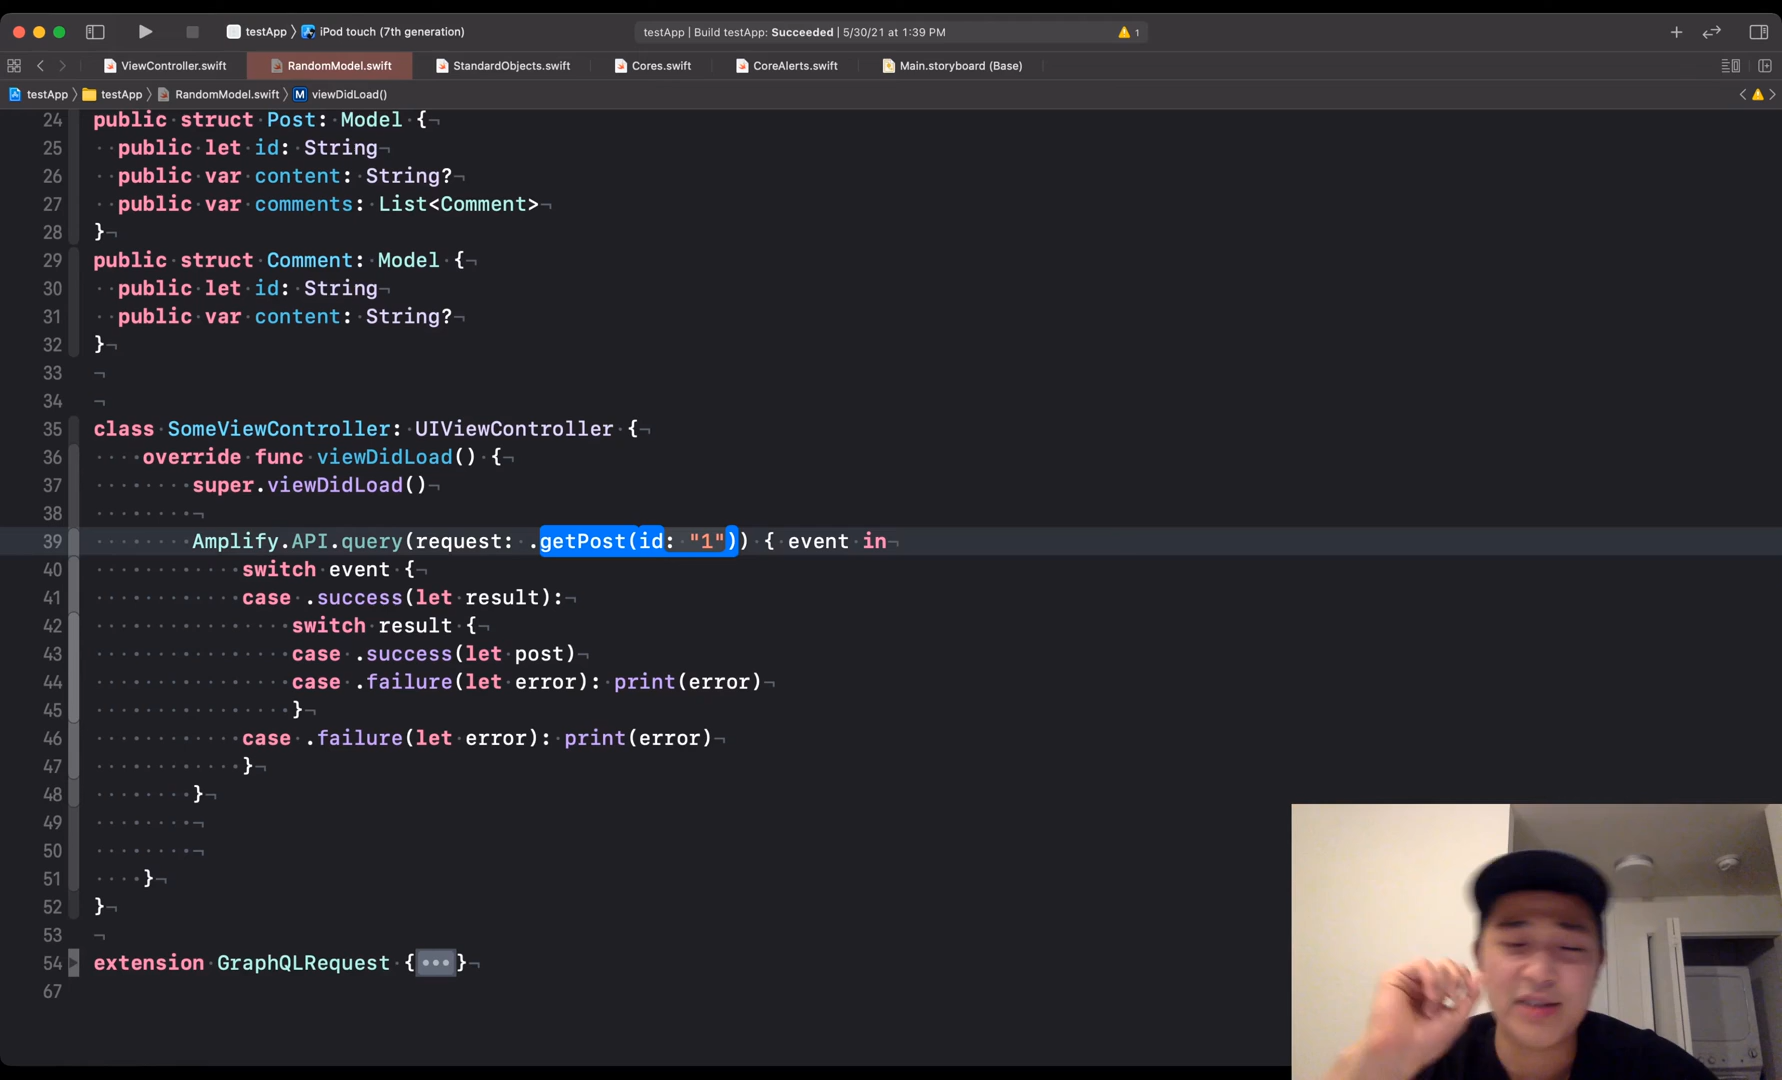 testApp 〉 iPod touch (7th generation)
testApp | Build testApp: Succeeded | 5/30/21 at 1:39 PM
1
ViewController.swift
RandomModel.swift
StandardObjects.swift
Cores.swift
CoreAlerts.swift
Main.storyboard (Base)
testApp 〉 testApp 〉 RandomModel.swift 〉 M viewDidLoad()
24 public struct Post: Model {
25 public let id: String
26 public var content: String?
27 public var comments: List<Comment>
28 }
29 public struct Comment: Model {
30 public let id: String
31 public var content: String?
32 }
33
34
35 class SomeViewController: UIViewController {
36 override func viewDidLoad() {
37 super.viewDidLoad()
38
39 Amplify.API.query(request: .getPost(id: "1")) { event in
40 switch event {
41 case .success(let result):
42 switch result {
43 case .success(let post)
44 case .failure(let error): print(error)
45 }
46 case .failure(let error): print(error)
47 }
48 }
49
50
51 }
52 }
53
54 extension GraphQLRequest {•••}
67